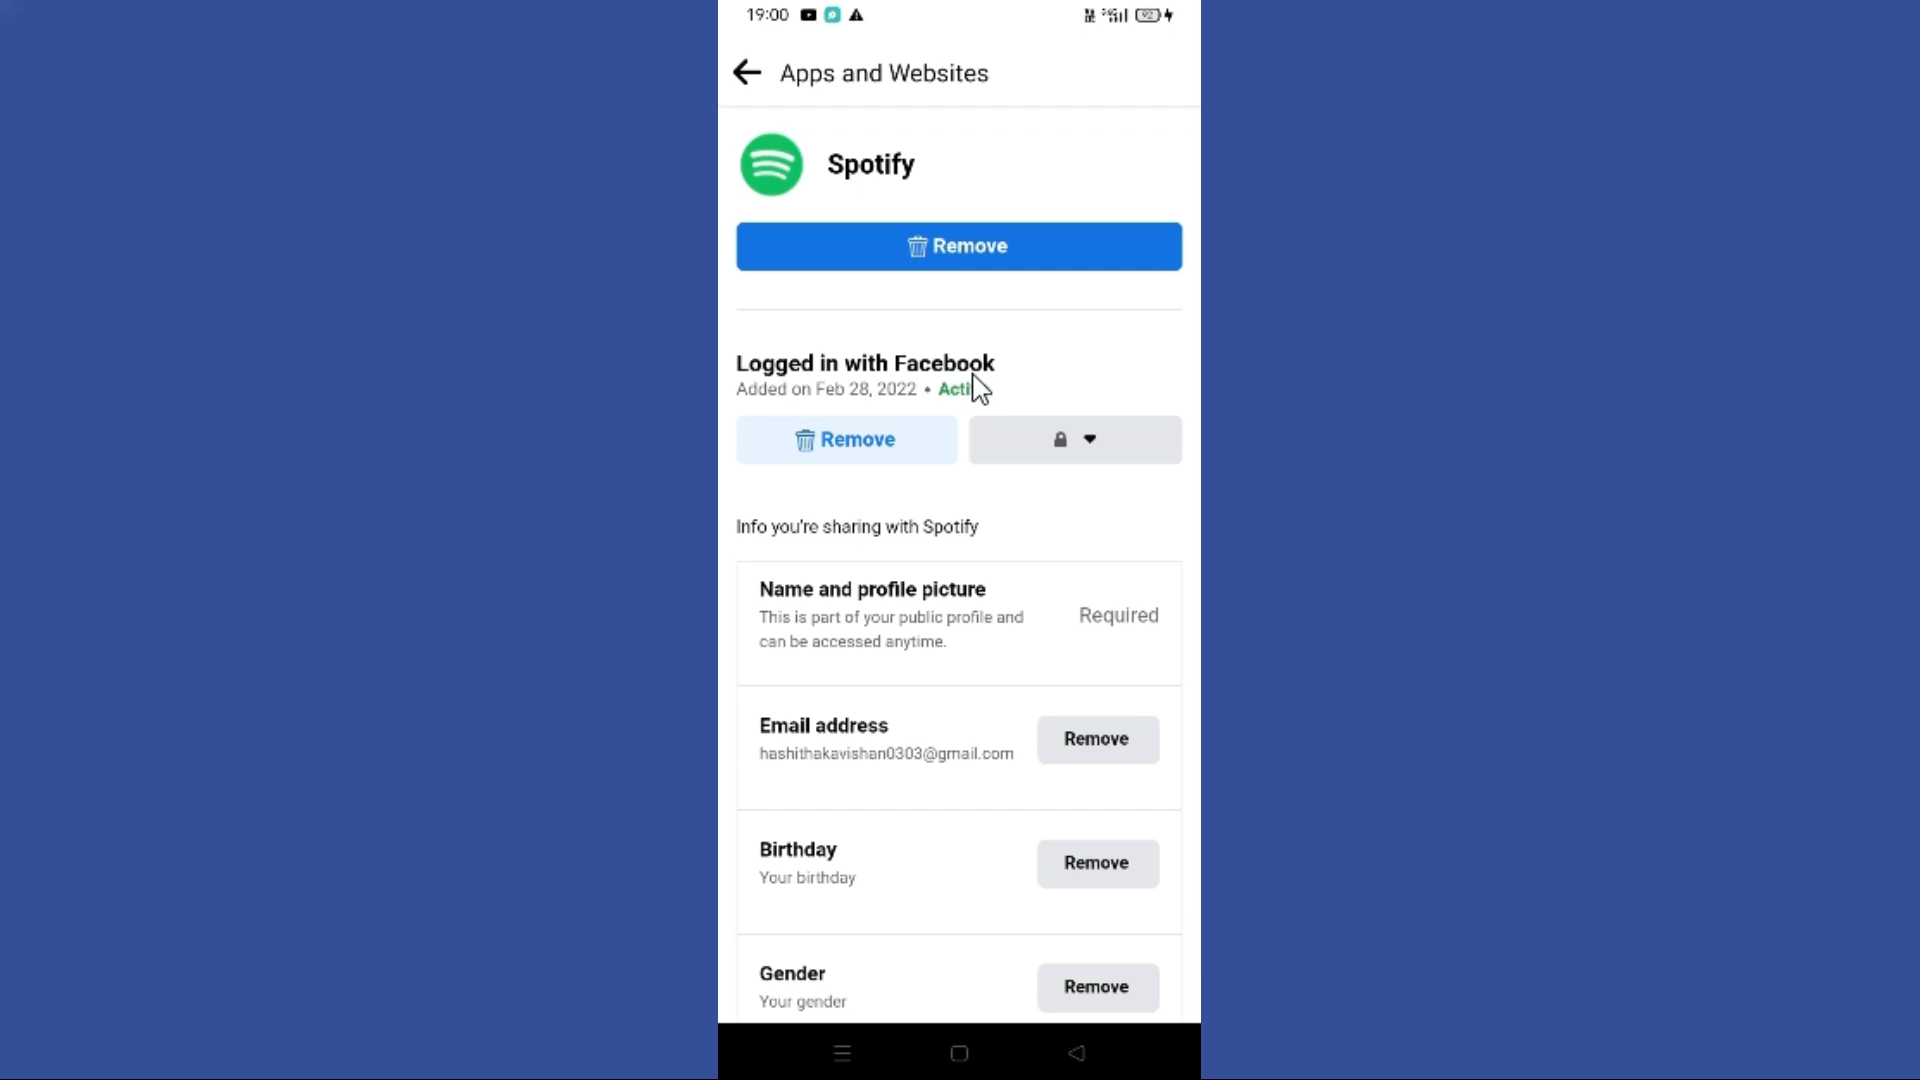 19:00
Apps and Websites
Spotify
Remove
Logged in with Facebook
Added on Feb 28, 2022 •
Remove
Info you're sharing with Spotify
Name and profile picture
This is part of your public profile and
can be accessed anytime.
Required
Email address
hashithakavishan0303@gmail.com
Remove
Birthday
Your birthday
Remove
Gender
Your gender
Remove